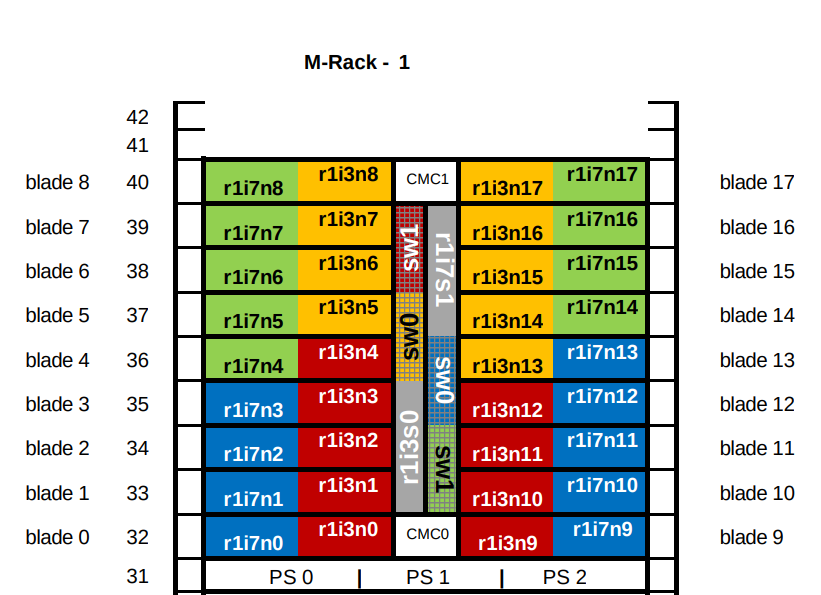 M-Rack - 1
42
41
blade 8 40 r1i7n8 r1i3n8 CMC1 r1i3n17 r1i7n17 blade 17
blade 7 39 r1i7n7 r1i3n7 r1i3n16 r1i7n16 blade 16
blade 6 38 r1i7n6 r1i3n6 r1i3n15 r1i7n15 blade 15
blade 5 37 r1i7n5 r1i3n5 r1i3n14 r1i7n14 blade 14
blade 4 36 r1i7n4 r1i3n4 r1i3n13 r1i7n13 blade 13
blade 3 35 r1i7n3 r1i3n3 r1i3n12 r1i7n12 blade 12
blade 2 34 r1i7n2 r1i3n2 r1i3n11 r1i7n11 blade 11
blade 1 33 r1i7n1 r1i3n1 r1i3n10 r1i7n10 blade 10
blade 0 32 r1i7n0 r1i3n0 CMC0 r1i3n9 r1i7n9 blade 9
sw1
sw0
r1i3s0
r1i7s1
sw0
sw1
31 PS 0 | PS 1 | PS 2